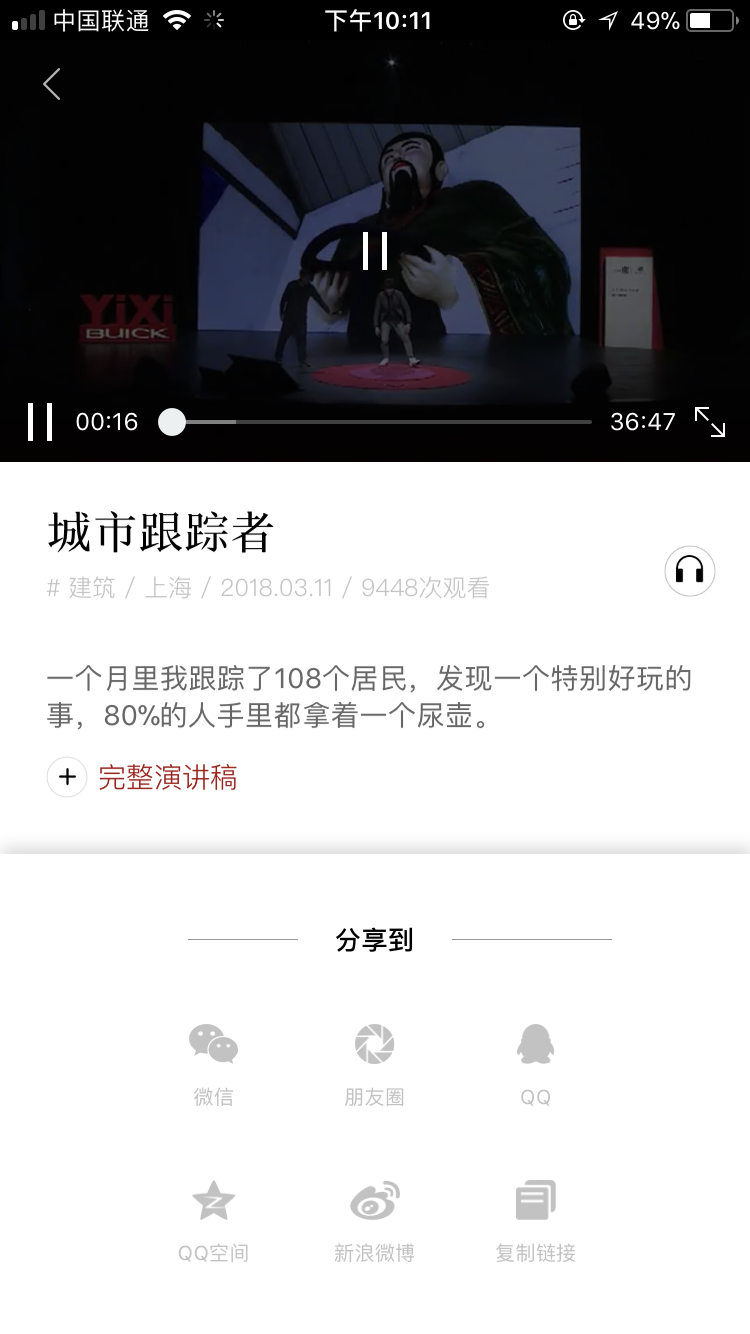 中国联通
下午10:11
49%
YiXi
BUICK
00:16
36:47
城市跟踪者
# 建筑 / 上海 / 2018.03.11 / 9448次观看
一个月里我跟踪了108个居民，发现一个特别好玩的
事，80%的人手里都拿着一个尿壶。
完整演讲稿
分享到
微信
朋友圈
QQ
QQ空间
新浪微博
复制链接